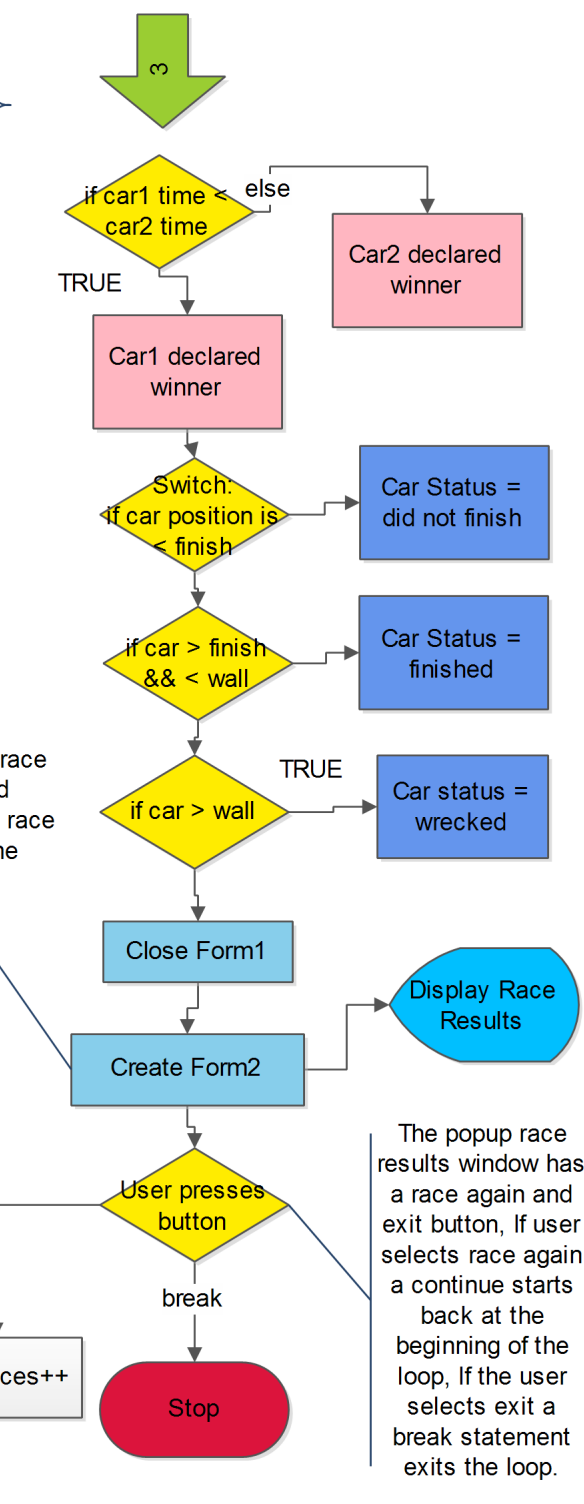 3
if car1 time <
car2 time
else
Car2 declared
winner
TRUE
Car1 declared
winner
Switch:
if car position is
< finish
Car Status =
did not finish
if car > finish
&& < wall
Car Status =
finished
race
race
if car > wall
TRUE
Car status =
wrecked
Close Form1
Create Form2
Display Race
Results
User presses
button
The popup race
results window has
a race again and
exit button, If user
selects race again
a continue starts
back at the
beginning of the
loop, If the user
selects exit a
break statement
exits the loop.
break
ces++
Stop